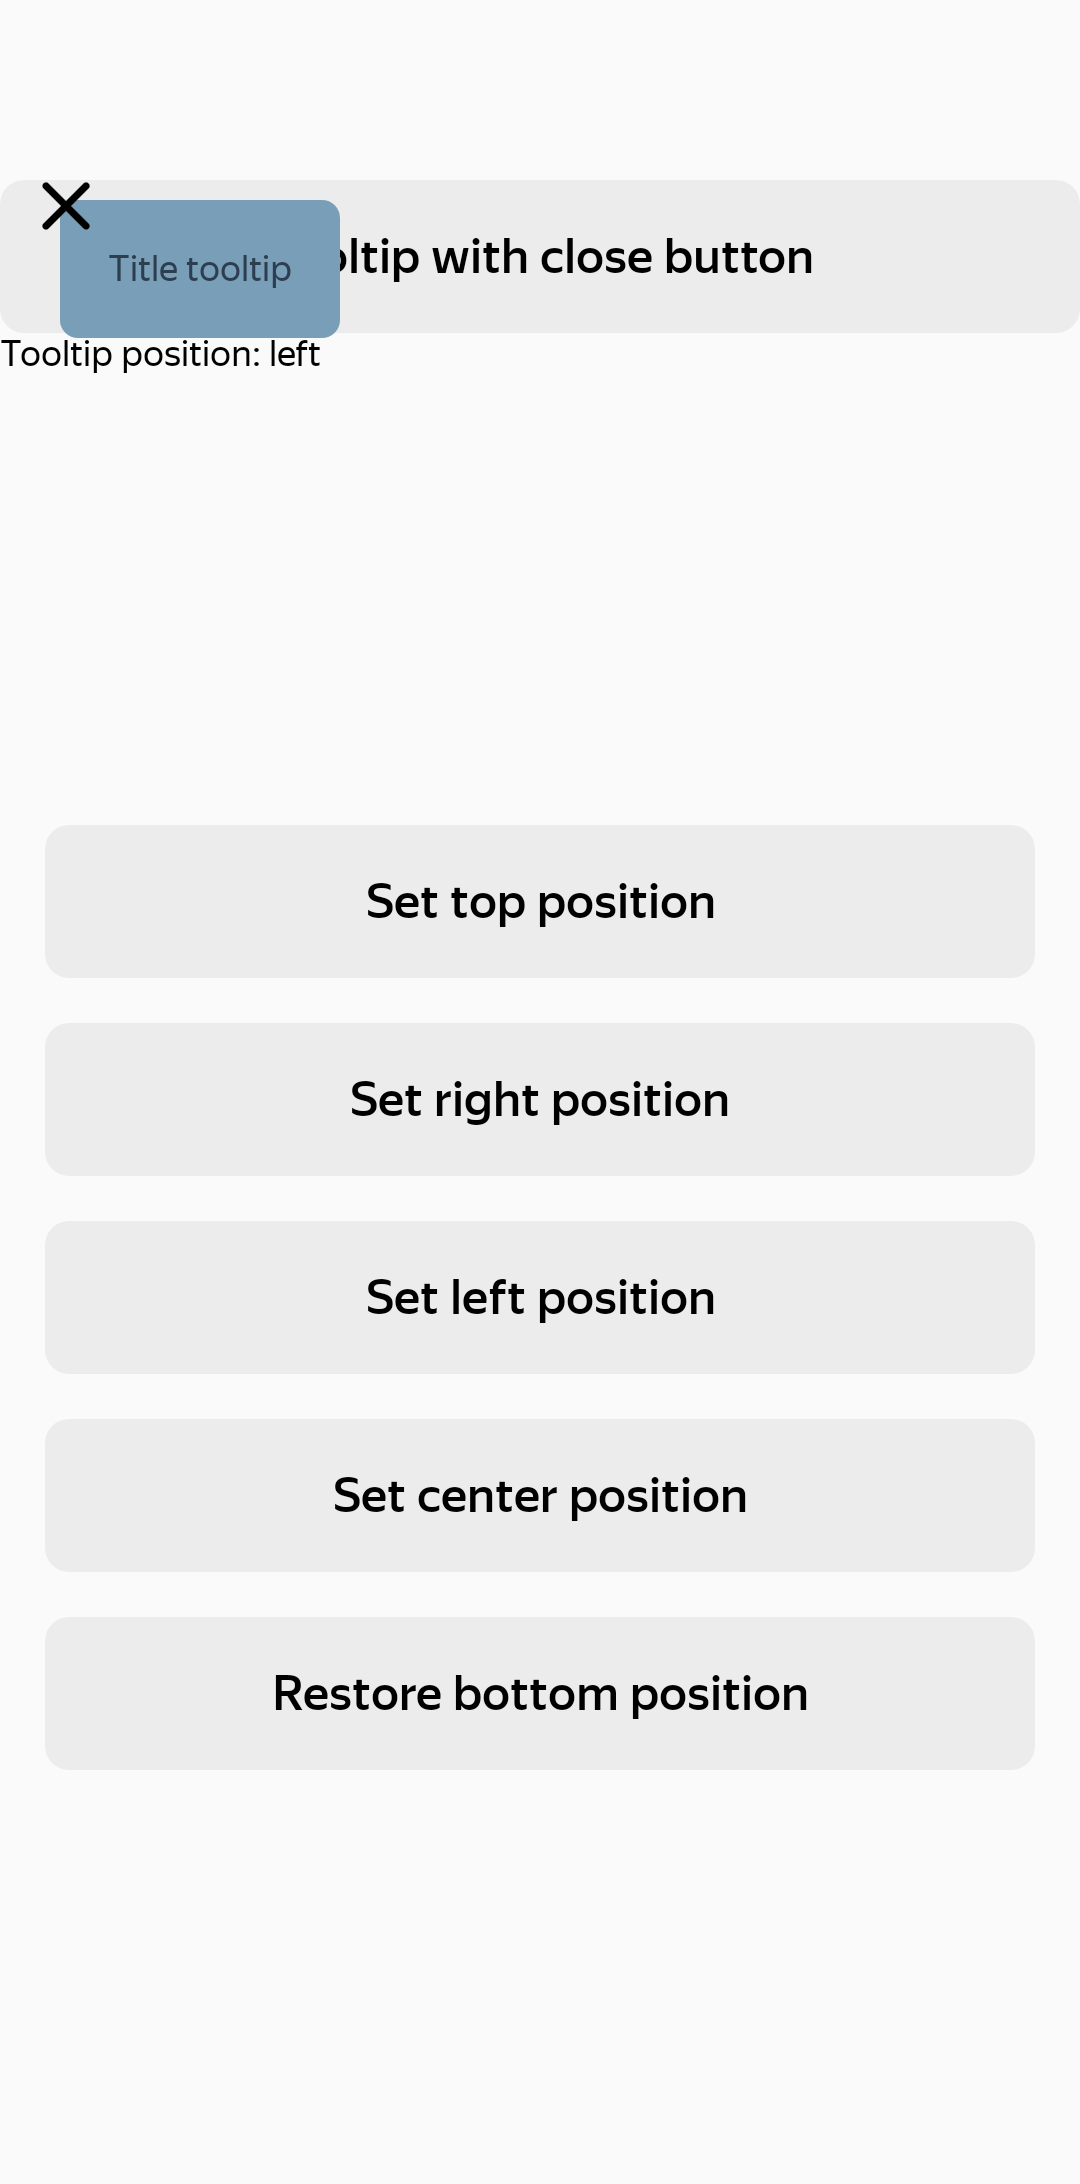 Title tooltip
ltip with close button
Tooltip position: left
Set top position
Set right position
Set left position
Set center position
Restore bottom position